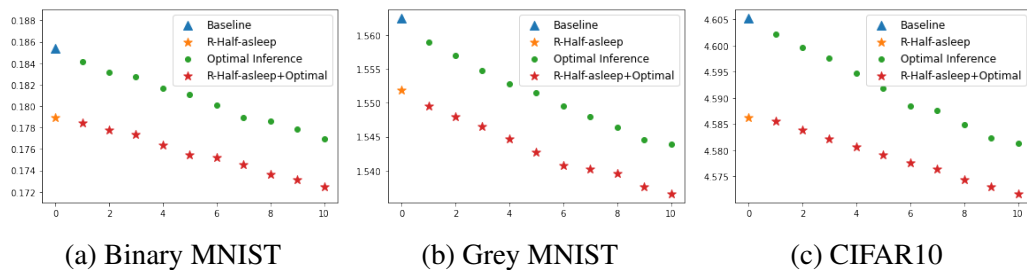 0.188
0.186
0.184
0.182
0.180
0.178
0.176
0.174
0.172
0 2 4 6 8 10
Baseline
R-Half-asleep
Optimal Inference
R-Half-asleep+Optimal
(a) Binary MNIST
1.560
1.555
1.550
1.545
1.540
0 2 4 6 8 10
Baseline
R-Half-asleep
Optimal Inference
R-Half-asleep+Optimal
(b) Grey MNIST
4.605
4.600
4.595
4.590
4.585
4.580
4.575
0 2 4 6 8 10
Baseline
R-Half-asleep
Optimal Inference
R-Half-asleep+Optimal
(c) CIFAR10